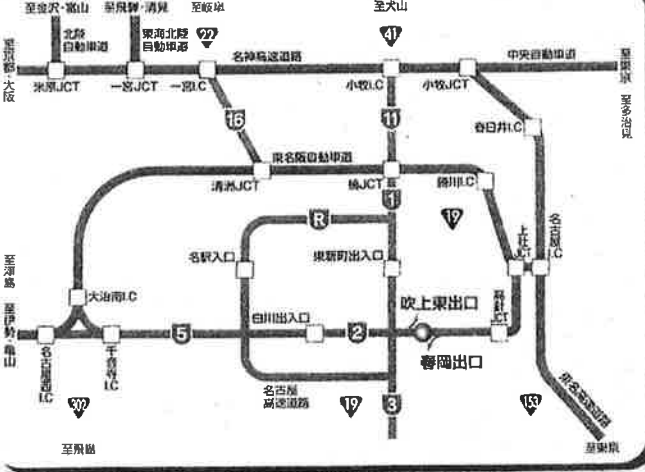 至金沢・富山
至飛騨・清見
至岐阜
至犬山
北陸
自動車道
東海北陸
自動車道
22
41
名神高速道路
中央自動車道
至京都・大阪
至東京
至多治見
米原JCT
一宮JCT
一宮I.C
小牧I.C
小牧JCT
春日井I.C
16
11
東名阪自動車道
清洲JCT
楠JCT
勝川I.C
1
19
R
名駅入口
東新町出入口
上社JCT
名古屋I.C
至津島
至伊勢・亀山
大治南I.C
白川出入口
吹上東出口
春岡出口
高針JCT
5
2
名古屋西I.C
千音寺I.C
名古屋
高速道路
302
19
3
153
東名高速道路
至飛島
至東京